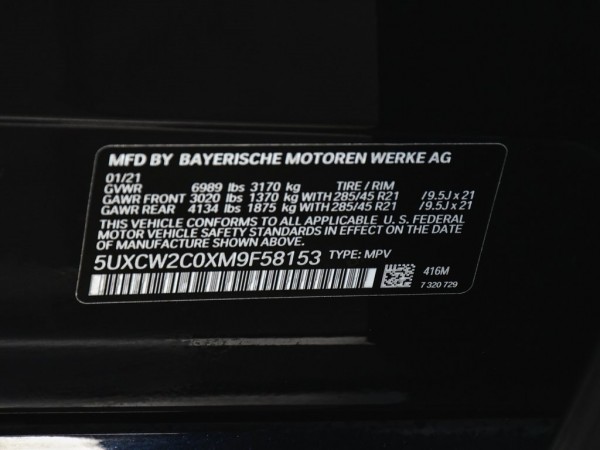 MFD BY BAYERISCHE MOTOREN WERKE AG
01/21
GVWR 6989 lbs 3170 kg TIRE / RIM
GAWR FRONT 3020 lbs 1370 kg WITH 285/45 R21 / 9.5J x 21
GAWR REAR 4134 lbs 1875 kg WITH 285/45 R21 / 9.5J x 21
THIS VEHICLE CONFORMS TO ALL APPLICABLE U. S. FEDERAL
MOTOR VEHICLE SAFETY STANDARDS IN EFFECT ON THE
DATE OF MANUFACTURE SHOWN ABOVE.
5UXCW2C0XM9F58153 TYPE: MPV
416M
7 320 729